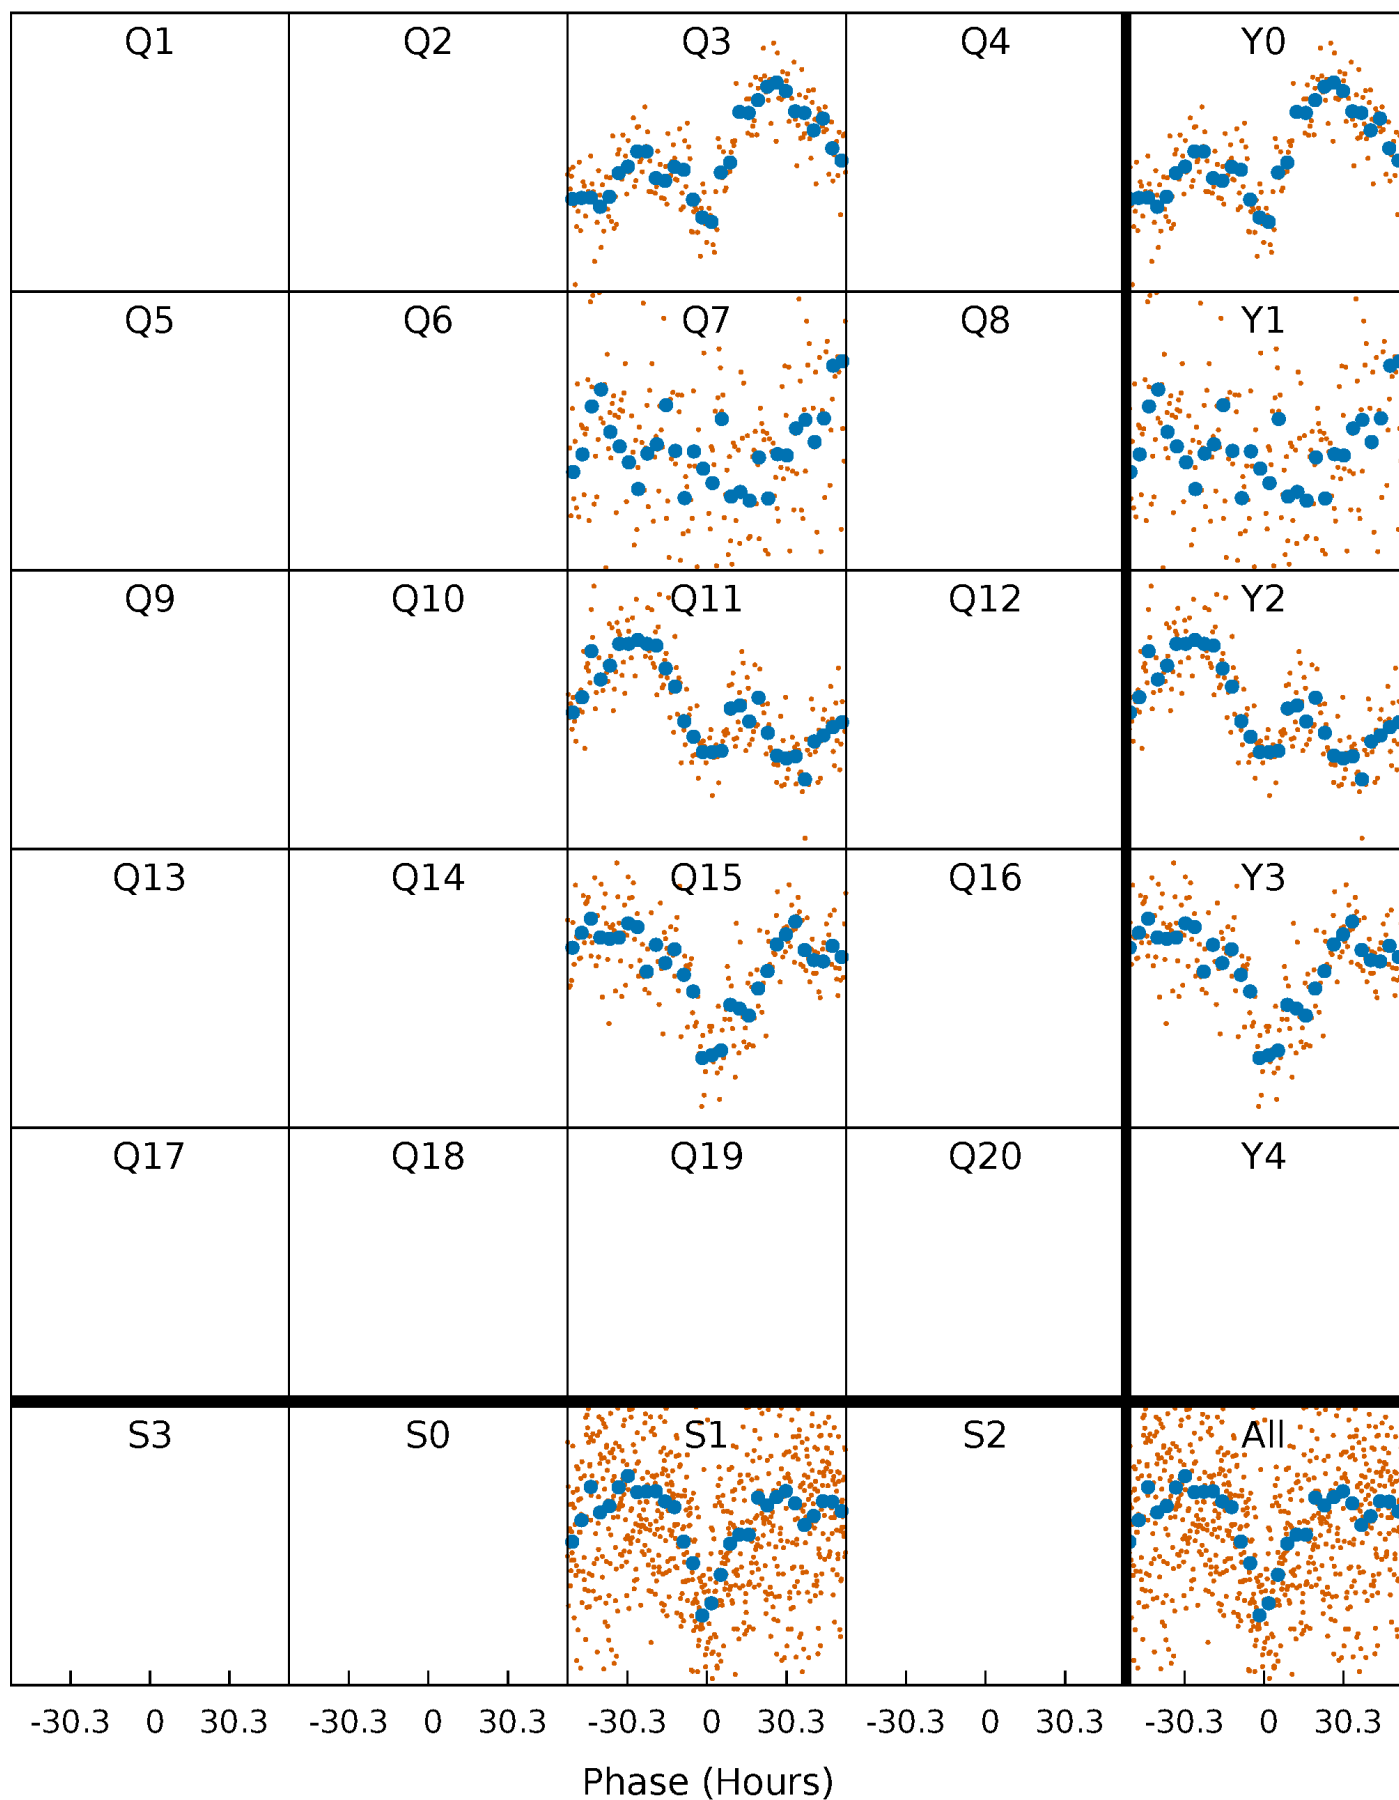 Q1 Q2 Q3 Q4 Y0
Q5 Q6 Q7 Q8 Y1
Q9 Q10 Q11 Q12 Y2
Q13 Q14 Q15 Q16 Y3
Q17 Q18 Q19 Q20 Y4
S3 S0 S1 S2 All
-30.3 0 30.3 -30.3 0 30.3 -30.3 0 30.3 -30.3 0 30.3 -30.3 0 30.3
Phase (Hours)